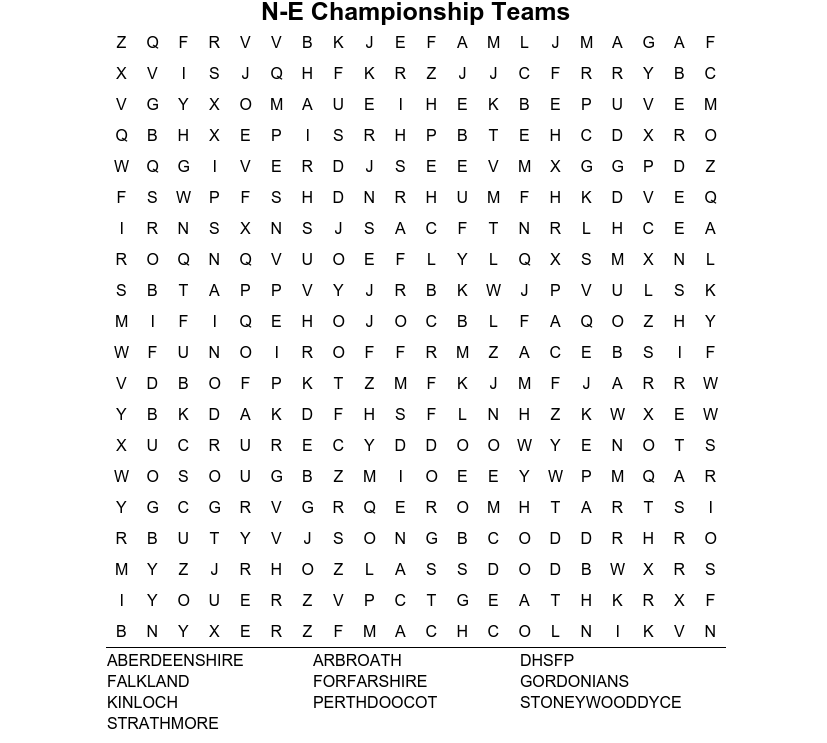 N-E Championship Teams
Z Q F R V V B K J E F A M L J M A G A F
X V I S J Q H F K R Z J J C F R R Y B C
V G Y X O M A U E I H E K B E P U V E M
Q B H X E P I S R H P B T E H C D X R O
W Q G I V E R D J S E E V M X G G P D Z
F S W P F S H D N R H U M F H K D V E Q
I R N S X N S J S A C F T N R L H C E A
R O Q N Q V U O E F L Y L Q X S M X N L
S B T A P P V Y J R B K W J P V U L S K
M I F I Q E H O J O C B L F A Q O Z H Y
W F U N O I R O F F R M Z A C E B S I F
V D B O F P K T Z M F K J M F J A R R W
Y B K D A K D F H S F L N H Z K W X E W
X U C R U R E C Y D D O O W Y E N O T S
W O S O U G B Z M I O E E Y W P M Q A R
Y G C G R V G R Q E R O M H T A R T S I
R B U T Y V J S O N G B C O D D R H R O
M Y Z J R H O Z L A S S D O D B W X R S
I Y O U E R Z V P C T G E A T H K R X F
B N Y X E R Z F M A C H C O L N I K V N
ABERDEENSHIRE ARBROATH DHSFP
FALKLAND FORFARSHIRE GORDONIANS
KINLOCH PERTHDOOCOT STONEYWOODDYCE
STRATHMORE